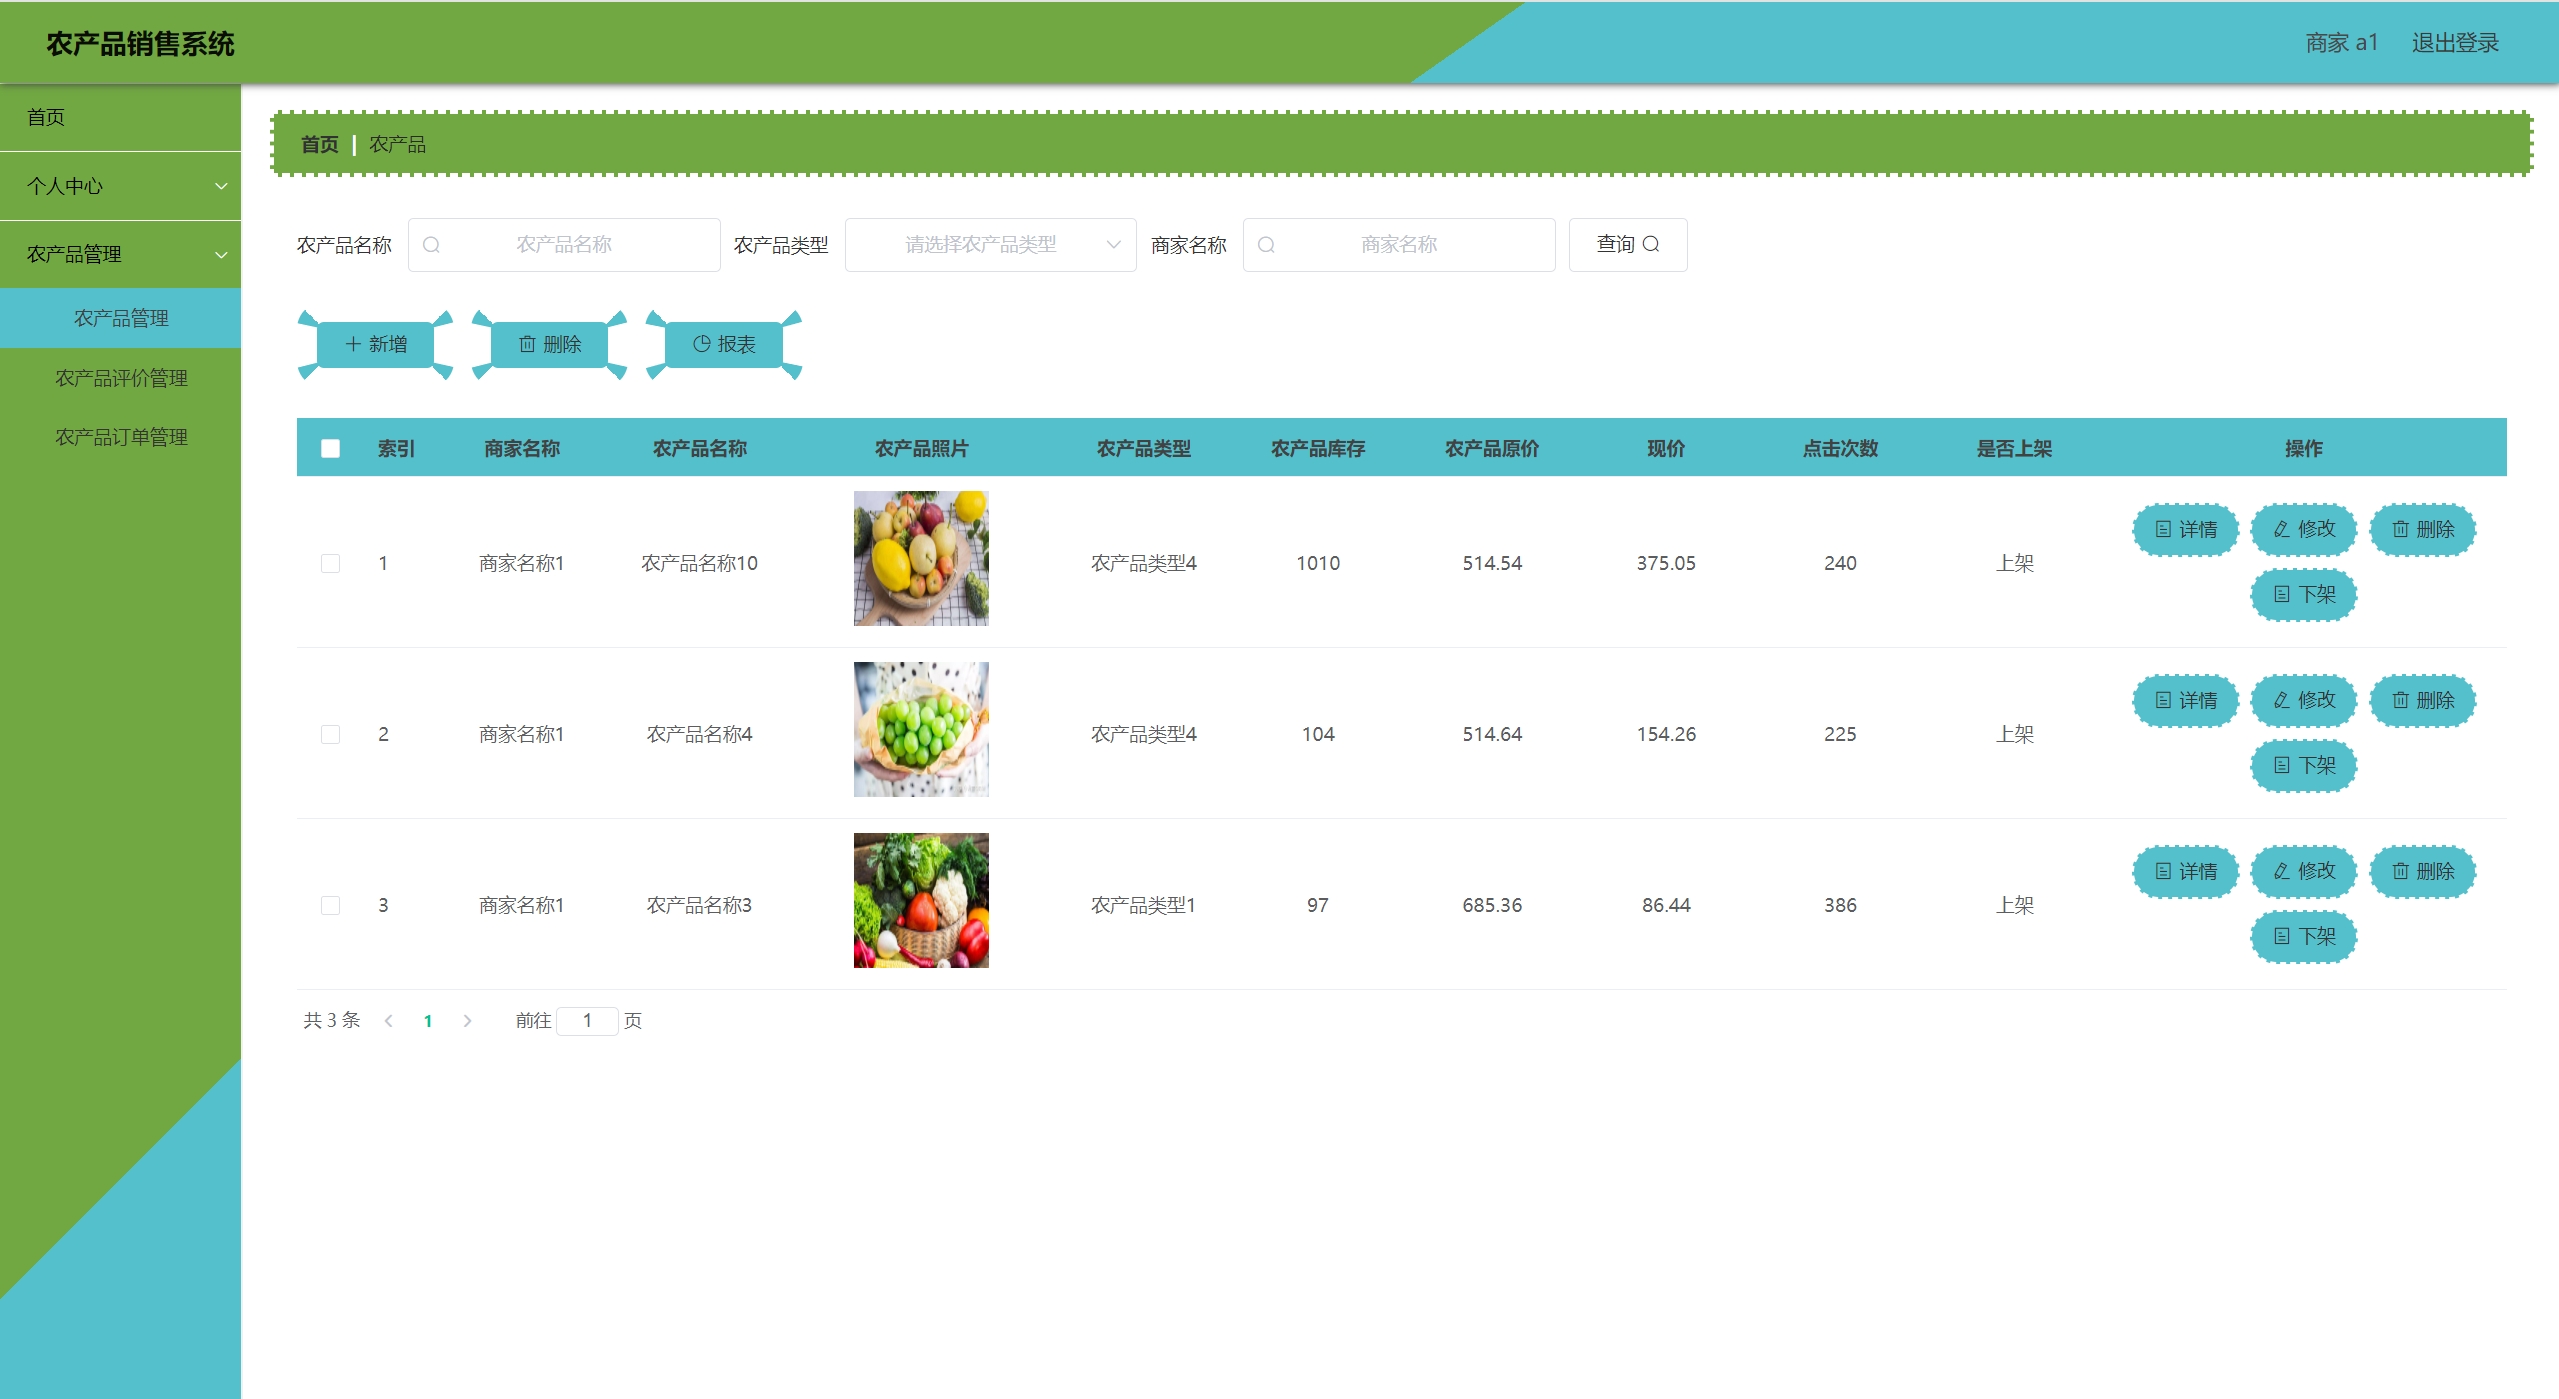 农产品销售系统
商家 a1 退出登录
首页
个人中心
农产品管理
农产品管理
农产品评价管理
农产品订单管理
首页 | 农产品
农产品名称 农产品名称 农产品类型 请选择农产品类型 商家名称 商家名称 查询
新增 删除 报表
索引 商家名称 农产品名称 农产品照片 农产品类型 农产品库存 农产品原价 现价 点击次数 是否上架 操作
1 商家名称1 农产品名称10 农产品类型4 1010 514.54 375.05 240 上架 详情 修改 删除
下架
2 商家名称1 农产品名称4 农产品类型4 104 514.64 154.26 225 上架 详情 修改 删除
下架
3 商家名称1 农产品名称3 农产品类型1 97 685.36 86.44 386 上架 详情 修改 删除
下架
共 3 条 1 前往 1 页